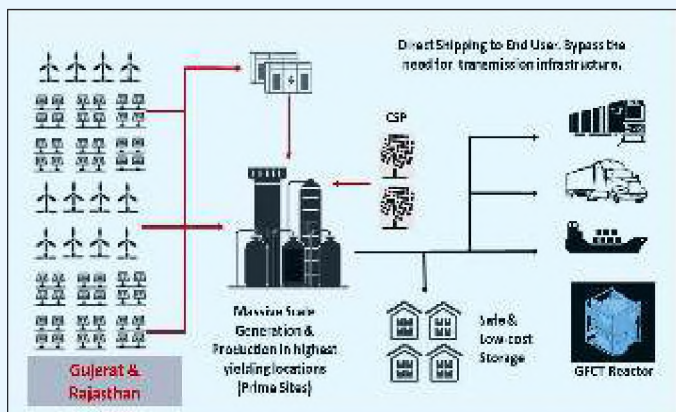 Direct Shipping to End User. Bypass the
need for transmission infrastructure.
CSP
Massive Scale
Generation &
Production in highest
yielding locations
(Prime Sites)
Safe &
Low-cost
Storage
Gujerat &
Rajasthan
GFCT Reactor